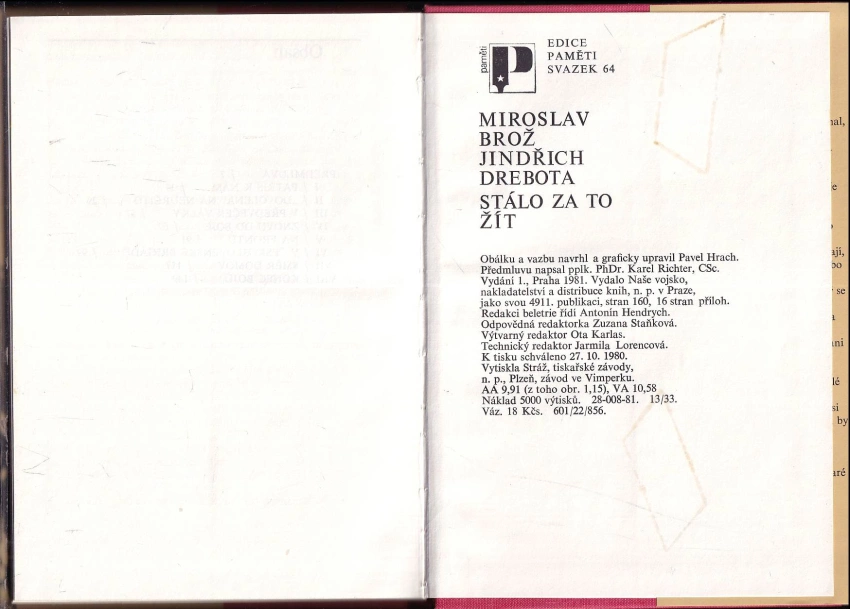 paměti
EDICE
PAMĚTI
SVAZEK 64
MIROSLAV
BROŽ
JINDŘICH
DREBOTA
STÁLO ZA TO
ŽÍT
Obálku a vazbu navrhl a graficky upravil Pavel Hrach.
Předmluvu napsal pplk. PhDr. Karel Richter, CSc.
Vydání 1., Praha 1981. Vydalo Naše vojsko,
nakladatelství a distribuce knih, n. p. v Praze,
jako svou 4911. publikaci, stran 160, 16 stran příloh.
Redakci beletrie řídí Antonín Hendrych.
Odpovědná redaktorka Zuzana Staňková.
Výtvarný redaktor Ota Karlas.
Technický redaktor Jarmila Lorencová.
K tisku schváleno 27. 10. 1980.
Vytiskla Stráž, tiskařské závody,
n. p., Plzeň, závod ve Vimperku.
AA 9,91 (z toho obr. 1,15), VA 10,58
Náklad 5000 výtisků. 28-008-81. 13/33.
Váz. 18 Kčs. 601/22/856.